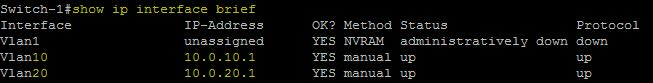 Switch-1#show ip interface brief
Interface IP-Address OK? Method Status Protocol
Vlan1 unassigned YES NVRAM administratively down down
Vlan10 10.0.10.1 YES manual up up
Vlan20 10.0.20.1 YES manual up up